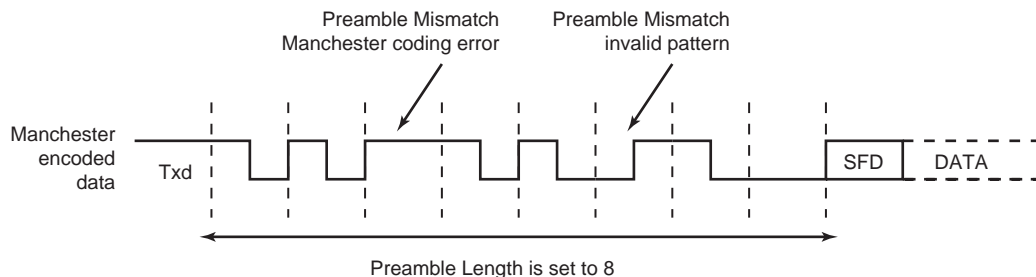 Preamble Mismatch
Manchester coding error
Preamble Mismatch
invalid pattern
Manchester
encoded
data
Txd
SFD
DATA
Preamble Length is set to 8